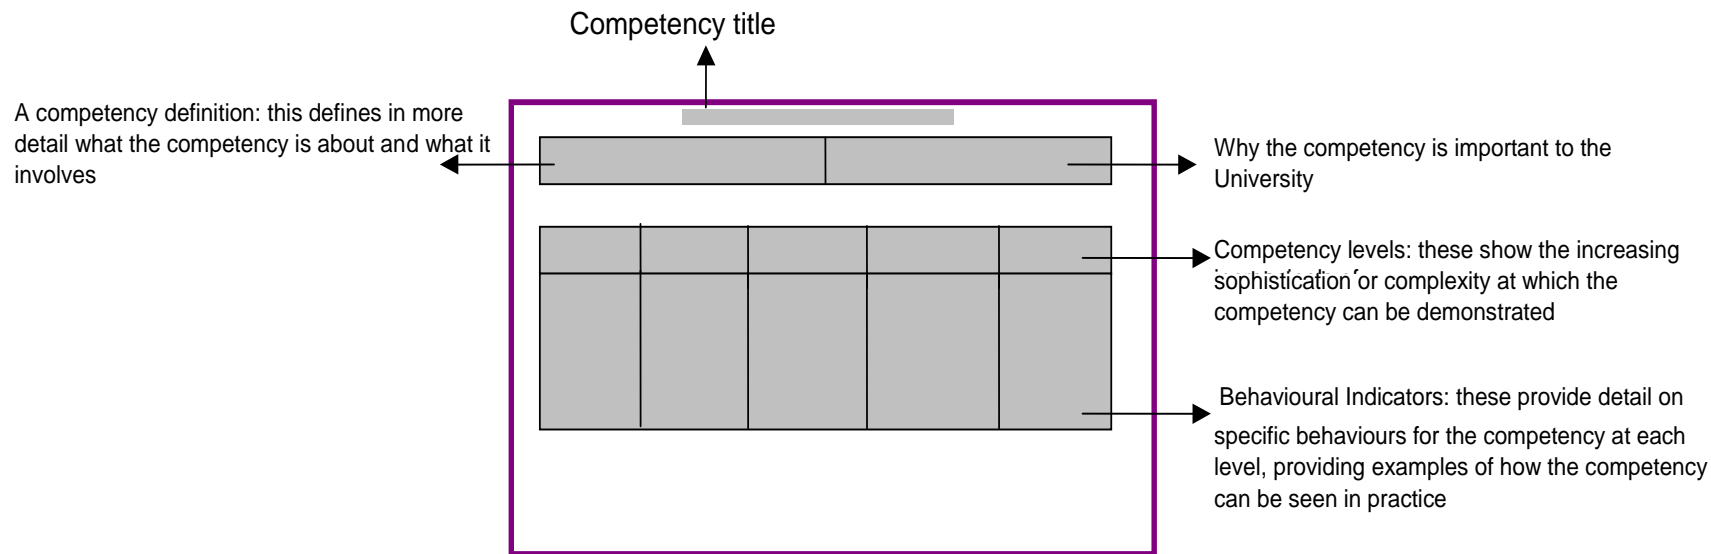 Competency title
A competency definition: this defines in more
detail what the competency is about and what it
involves
Why the competency is important to the
University
Competency levels: these show the increasing
sophistication or complexity at which the
competency can be demonstrated
Behavioural Indicators: these provide detail on
specific behaviours for the competency at each
level, providing examples of how the competency
can be seen in practice